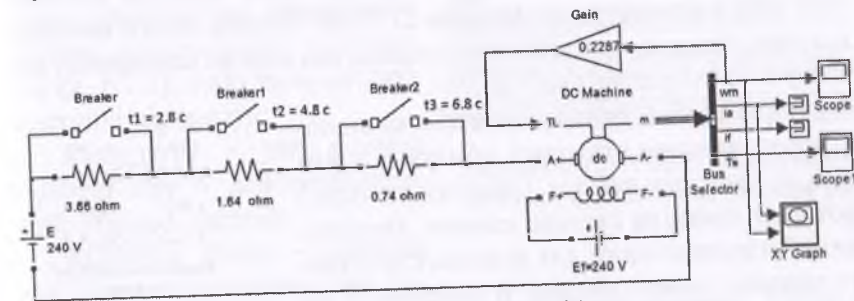 Gain
0.2287
Breaker
t1 = 2.8 c
Breaker1
t2 = 4.8 c
Breaker2
t3 = 6.8 c
DC Machine
TL
m
wm
ia
if
Te
Scope
Scope1
Bus
Selector
3.66 ohm
1.64 ohm
0.74 ohm
A+
dc
A-
F+
F-
+
E
240 V
+
Ef=240 V
XY Graph